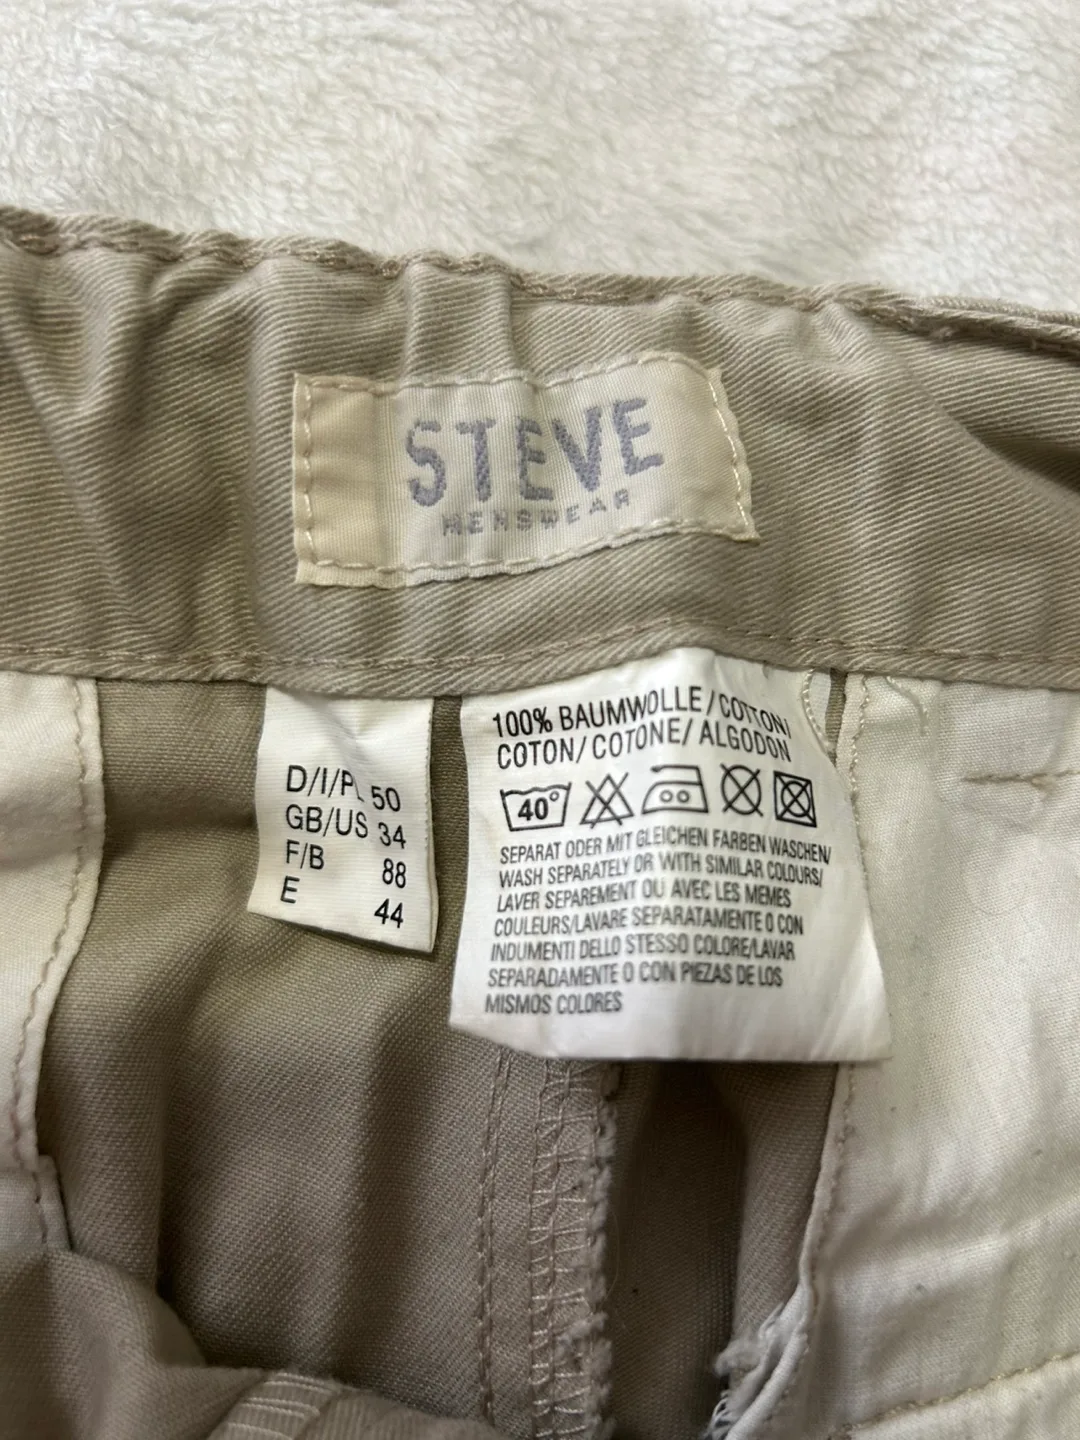 STEVE
MENSWEAR
D/I/PL 50
GB/US 34
F/B 88
E 44
100% BAUMWOLLE/COTTON/
COTON/COTONE/ALGODON
40°
SEPARAT ODER MIT GLEICHEN FARBEN WASCHEN/
WASH SEPARATELY OR WITH SIMILAR COLOURS/
LAVER SEPAREMENT OU AVEC LES MEMES
COULEURS/LAVARE SEPARATAMENTE O CON
INDUMENTI DELLO STESSO COLORE/LAVAR
SEPARADAMENTE O CON PIEZAS DE LOS
MISMOS COLORES